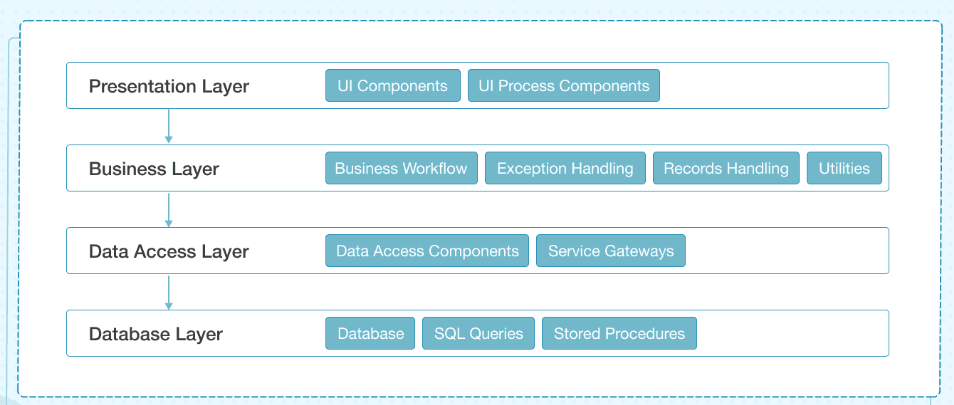 Presentation Layer UI Components UI Process Components
Business Layer Business Workflow Exception Handling Records Handling Utilities
Data Access Layer Data Access Components Service Gateways
Database Layer Database SQL Queries Stored Procedures